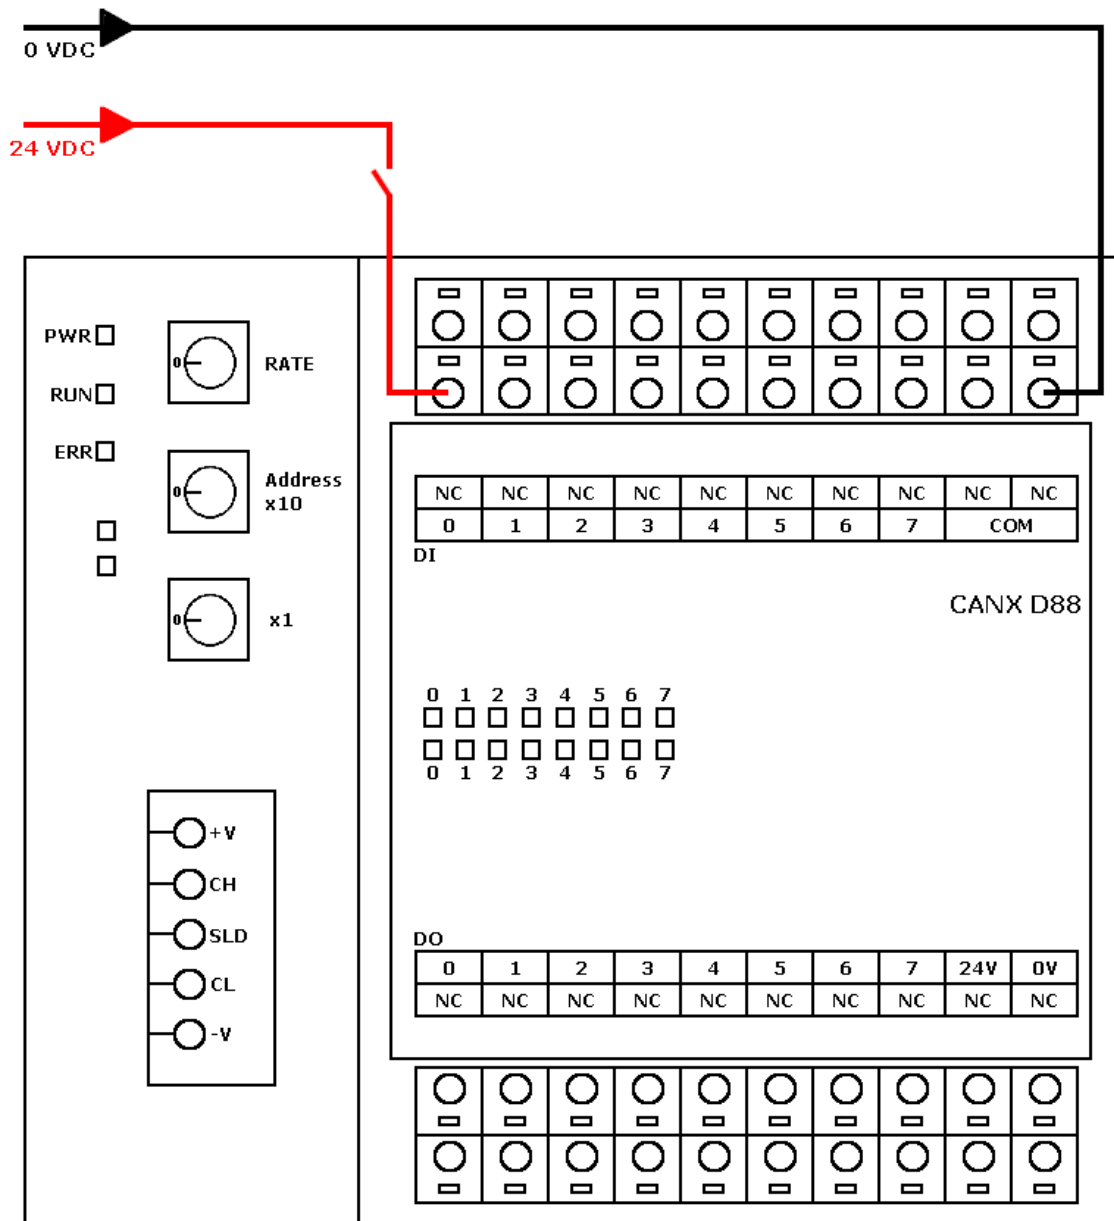 0 VDC
24 VDC
PWR
0
RATE
RUN
ERR
0
Address
x10
0
x1
NC NC NC NC NC NC NC NC NC NC
0 1 2 3 4 5 6 7 COM
DI
CANX D88
0 1 2 3 4 5 6 7
0 1 2 3 4 5 6 7
+V
CH
SLD
CL
-V
DO
0 1 2 3 4 5 6 7 24V 0V
NC NC NC NC NC NC NC NC NC NC